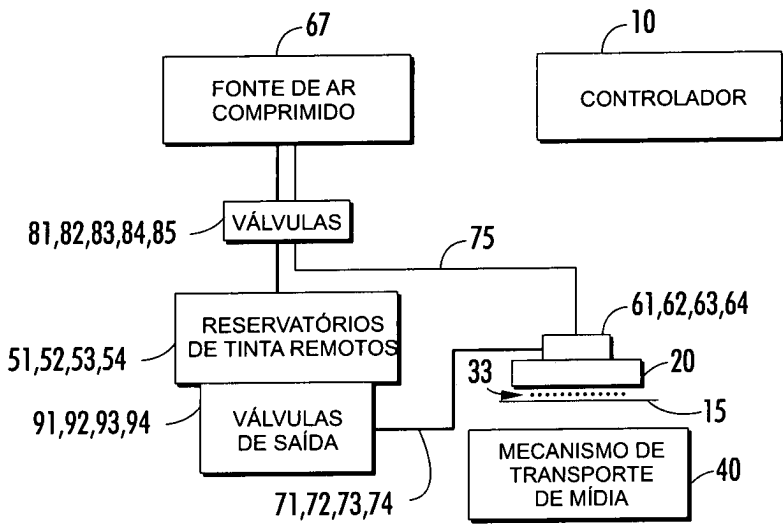 67
10
FONTE DE AR
COMPRIMIDO
CONTROLADOR
VÁLVULAS
81,82,83,84,85
75
61,62,63,64
RESERVATÓRIOS
DE TINTA REMOTOS
51,52,53,54
20
33
15
91,92,93,94
VÁLVULAS
DE SAÍDA
MECANISMO DE
TRANSPORTE
DE MÍDIA
40
71,72,73,74